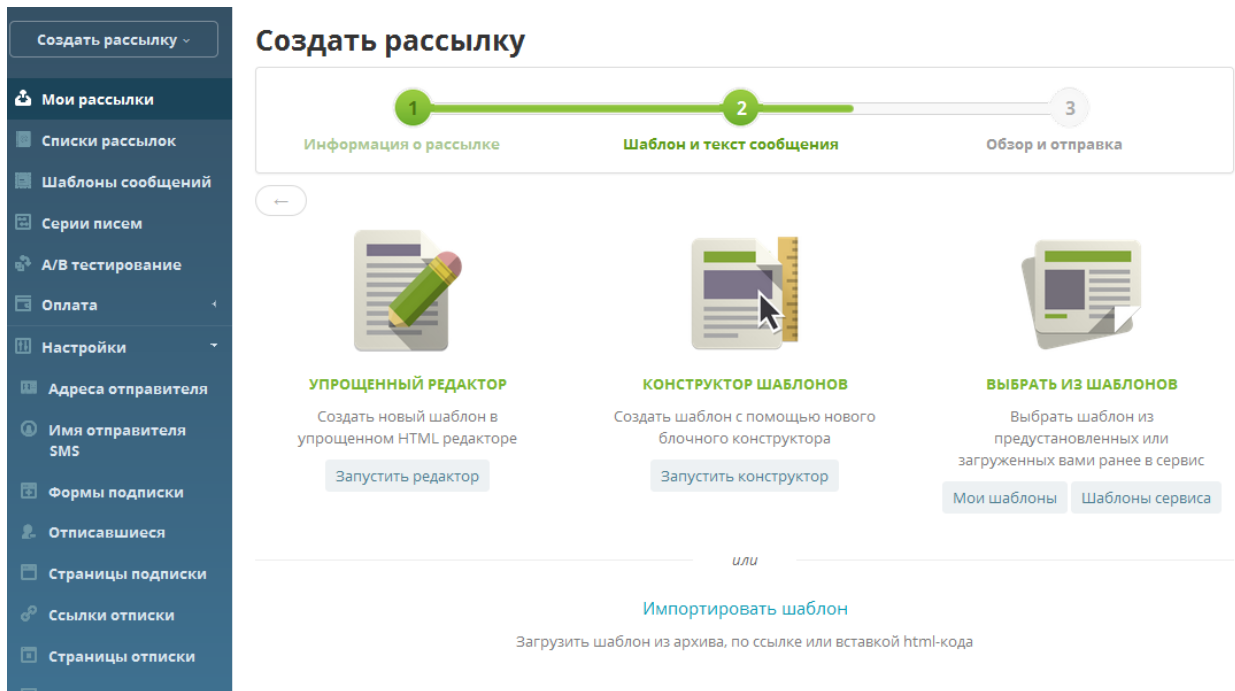 Создать рассылку
Мои рассылки
Списки рассылок
Шаблоны сообщений
Серии писем
А/В тестирование
Оплата
Настройки
Адреса отправителя
Имя отправителя
SMS
Формы подписки
Отписавшиеся
Страницы подписки
Ссылки отписки
Страницы отписки
Создать рассылку
1
2
3
Информация о рассылке
Шаблон и текст сообщения
Обзор и отправка
УПРОЩЕННЫЙ РЕДАКТОР
Создать новый шаблон в
упрощенном HTML редакторе
Запустить редактор
КОНСТРУКТОР ШАБЛОНОВ
Создать шаблон с помощью нового
блочного конструктора
Запустить конструктор
ВЫБРАТЬ ИЗ ШАБЛОНОВ
Выбрать шаблон из
предустановленных или
загруженных вами ранее в сервис
Мои шаблоны
Шаблоны сервиса
или
Импортировать шаблон
Загрузить шаблон из архива, по ссылке или вставкой html-кода